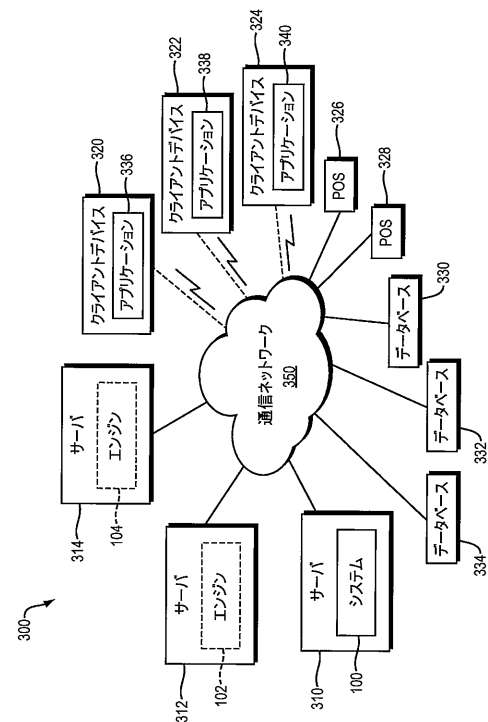 300
サーバ
エンジン
314
104
サーバ
エンジン
312
102
サーバ
システム
310
100
通信ネットワーク
350
クライアントデバイス
アプリケーション
320
336
クライアントデバイス
アプリケーション
322
338
クライアントデバイス
アプリケーション
324
340
POS
326
POS
328
データベース
330
データベース
332
データベース
334